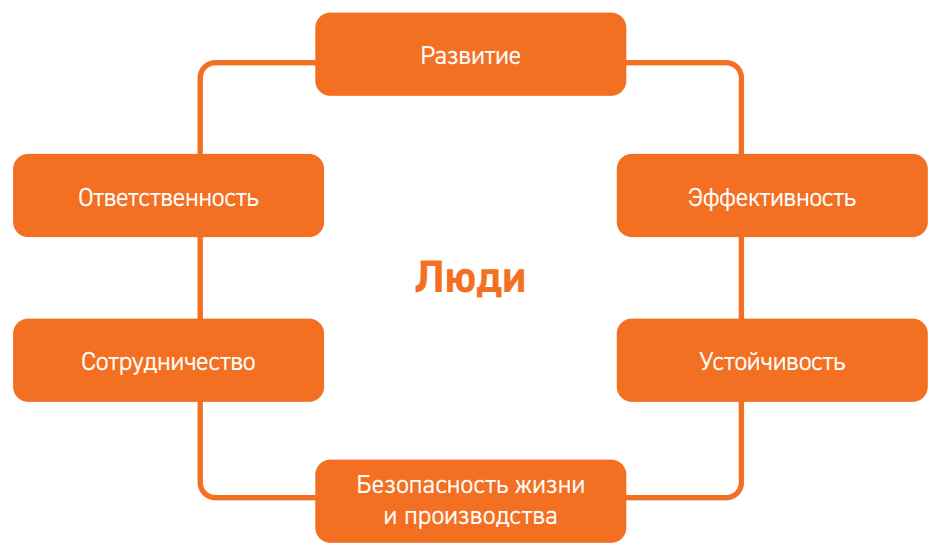 Развитие
Ответственность
Эффективность
Люди
Сотрудничество
Устойчивость
Безопасность жизни
и производства